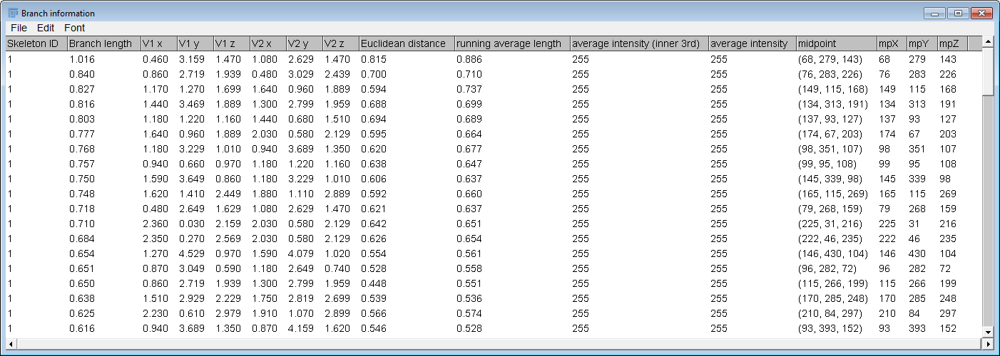 Branch information
File Edit Font
Skeleton ID Branch length V1 x V1 y V1 z V2 x V2 y V2 z Euclidean distance running average length average intensity (inner 3rd) average intensity midpoint mpX mpY mpZ
1 1.016 0.460 3.159 1.470 1.080 2.629 1.470 0.815 0.886 255 255 (68, 279, 143) 68 279 143
1 0.840 0.860 2.719 1.939 0.480 3.029 2.439 0.700 0.710 255 255 (76, 283, 226) 76 283 226
1 0.827 1.170 1.270 1.699 1.640 0.960 1.889 0.594 0.737 255 255 (149, 115, 168) 149 115 168
1 0.816 1.440 3.469 1.889 1.300 2.799 1.959 0.688 0.699 255 255 (134, 313, 191) 134 313 191
1 0.803 1.180 1.220 1.160 1.440 0.680 1.510 0.694 0.689 255 255 (137, 93, 127) 137 93 127
1 0.777 1.640 0.960 1.889 2.030 0.580 2.129 0.595 0.664 255 255 (174, 67, 203) 174 67 203
1 0.768 1.180 3.229 1.010 0.940 3.689 1.350 0.620 0.677 255 255 (98, 351, 107) 98 351 107
1 0.757 0.940 0.660 0.970 1.180 1.220 1.160 0.638 0.647 255 255 (99, 95, 108) 99 95 108
1 0.750 1.590 3.649 0.860 1.180 3.229 1.010 0.606 0.637 255 255 (145, 339, 98) 145 339 98
1 0.748 1.620 1.410 2.449 1.880 1.110 2.889 0.592 0.660 255 255 (165, 115, 269) 165 115 269
1 0.718 0.480 2.649 1.629 1.080 2.629 1.470 0.621 0.637 255 255 (79, 268, 159) 79 268 159
1 0.710 2.360 0.030 2.159 2.030 0.580 2.129 0.642 0.651 255 255 (225, 31, 216) 225 31 216
1 0.684 2.350 0.270 2.569 2.030 0.580 2.129 0.626 0.654 255 255 (222, 46, 235) 222 46 235
1 0.654 1.270 4.529 0.970 1.590 4.079 1.020 0.554 0.561 255 255 (146, 430, 104) 146 430 104
1 0.651 0.870 3.049 0.590 1.180 2.649 0.740 0.528 0.558 255 255 (96, 282, 72) 96 282 72
1 0.650 0.860 2.719 1.939 1.300 2.799 1.959 0.448 0.551 255 255 (115, 266, 199) 115 266 199
1 0.638 1.510 2.929 2.229 1.750 2.819 2.699 0.539 0.536 255 255 (170, 285, 248) 170 285 248
1 0.625 2.230 0.610 2.979 1.910 1.070 2.899 0.566 0.574 255 255 (210, 84, 297) 210 84 297
1 0.616 0.940 3.689 1.350 0.870 4.159 1.620 0.546 0.528 255 255 (93, 393, 152) 93 393 152